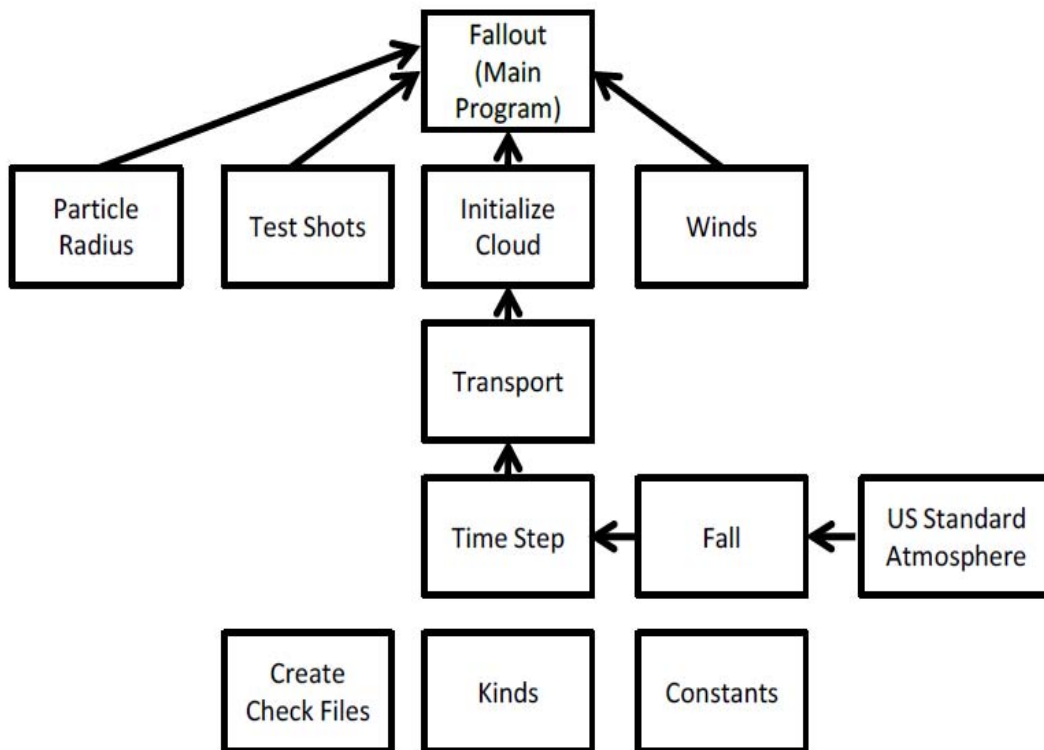 Fallout
(Main
Program)
Particle
Radius
Test Shots
Initialize
Cloud
Winds
Transport
Time Step
Fall
US Standard
Atmosphere
Create
Check Files
Kinds
Constants